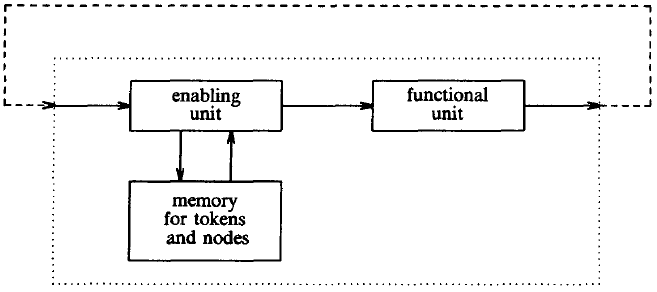 enabling
unit
functional
unit
memory
for tokens
and nodes